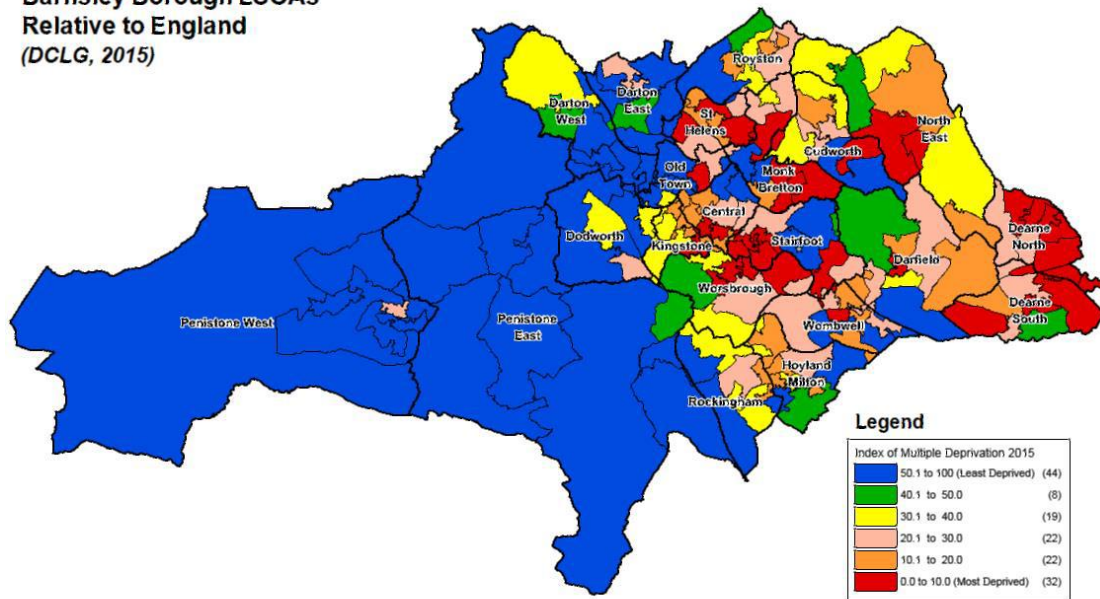 Barnsley Borough LSOAs
Relative to England
(DCLG, 2015)
Royston
Darton
West
Darton
East
St
Helens
North
East
Cudworth
Old
Town
Monk
Bretton
Central
Dodworth
Kingstone
Stairfoot
Dearne
North
Darfield
Worsbrough
Dearne
South
Penistone West
Penistone
East
Wombwell
Hoyland
Milton
Rockingham
Legend
Index of Multiple Deprivation 2015
50.1 to 100 (Least Deprived) (44)
40.1 to 50.0 (8)
30.1 to 40.0 (19)
20.1 to 30.0 (22)
10.1 to 20.0 (22)
0.0 to 10.0 (Most Deprived) (32)